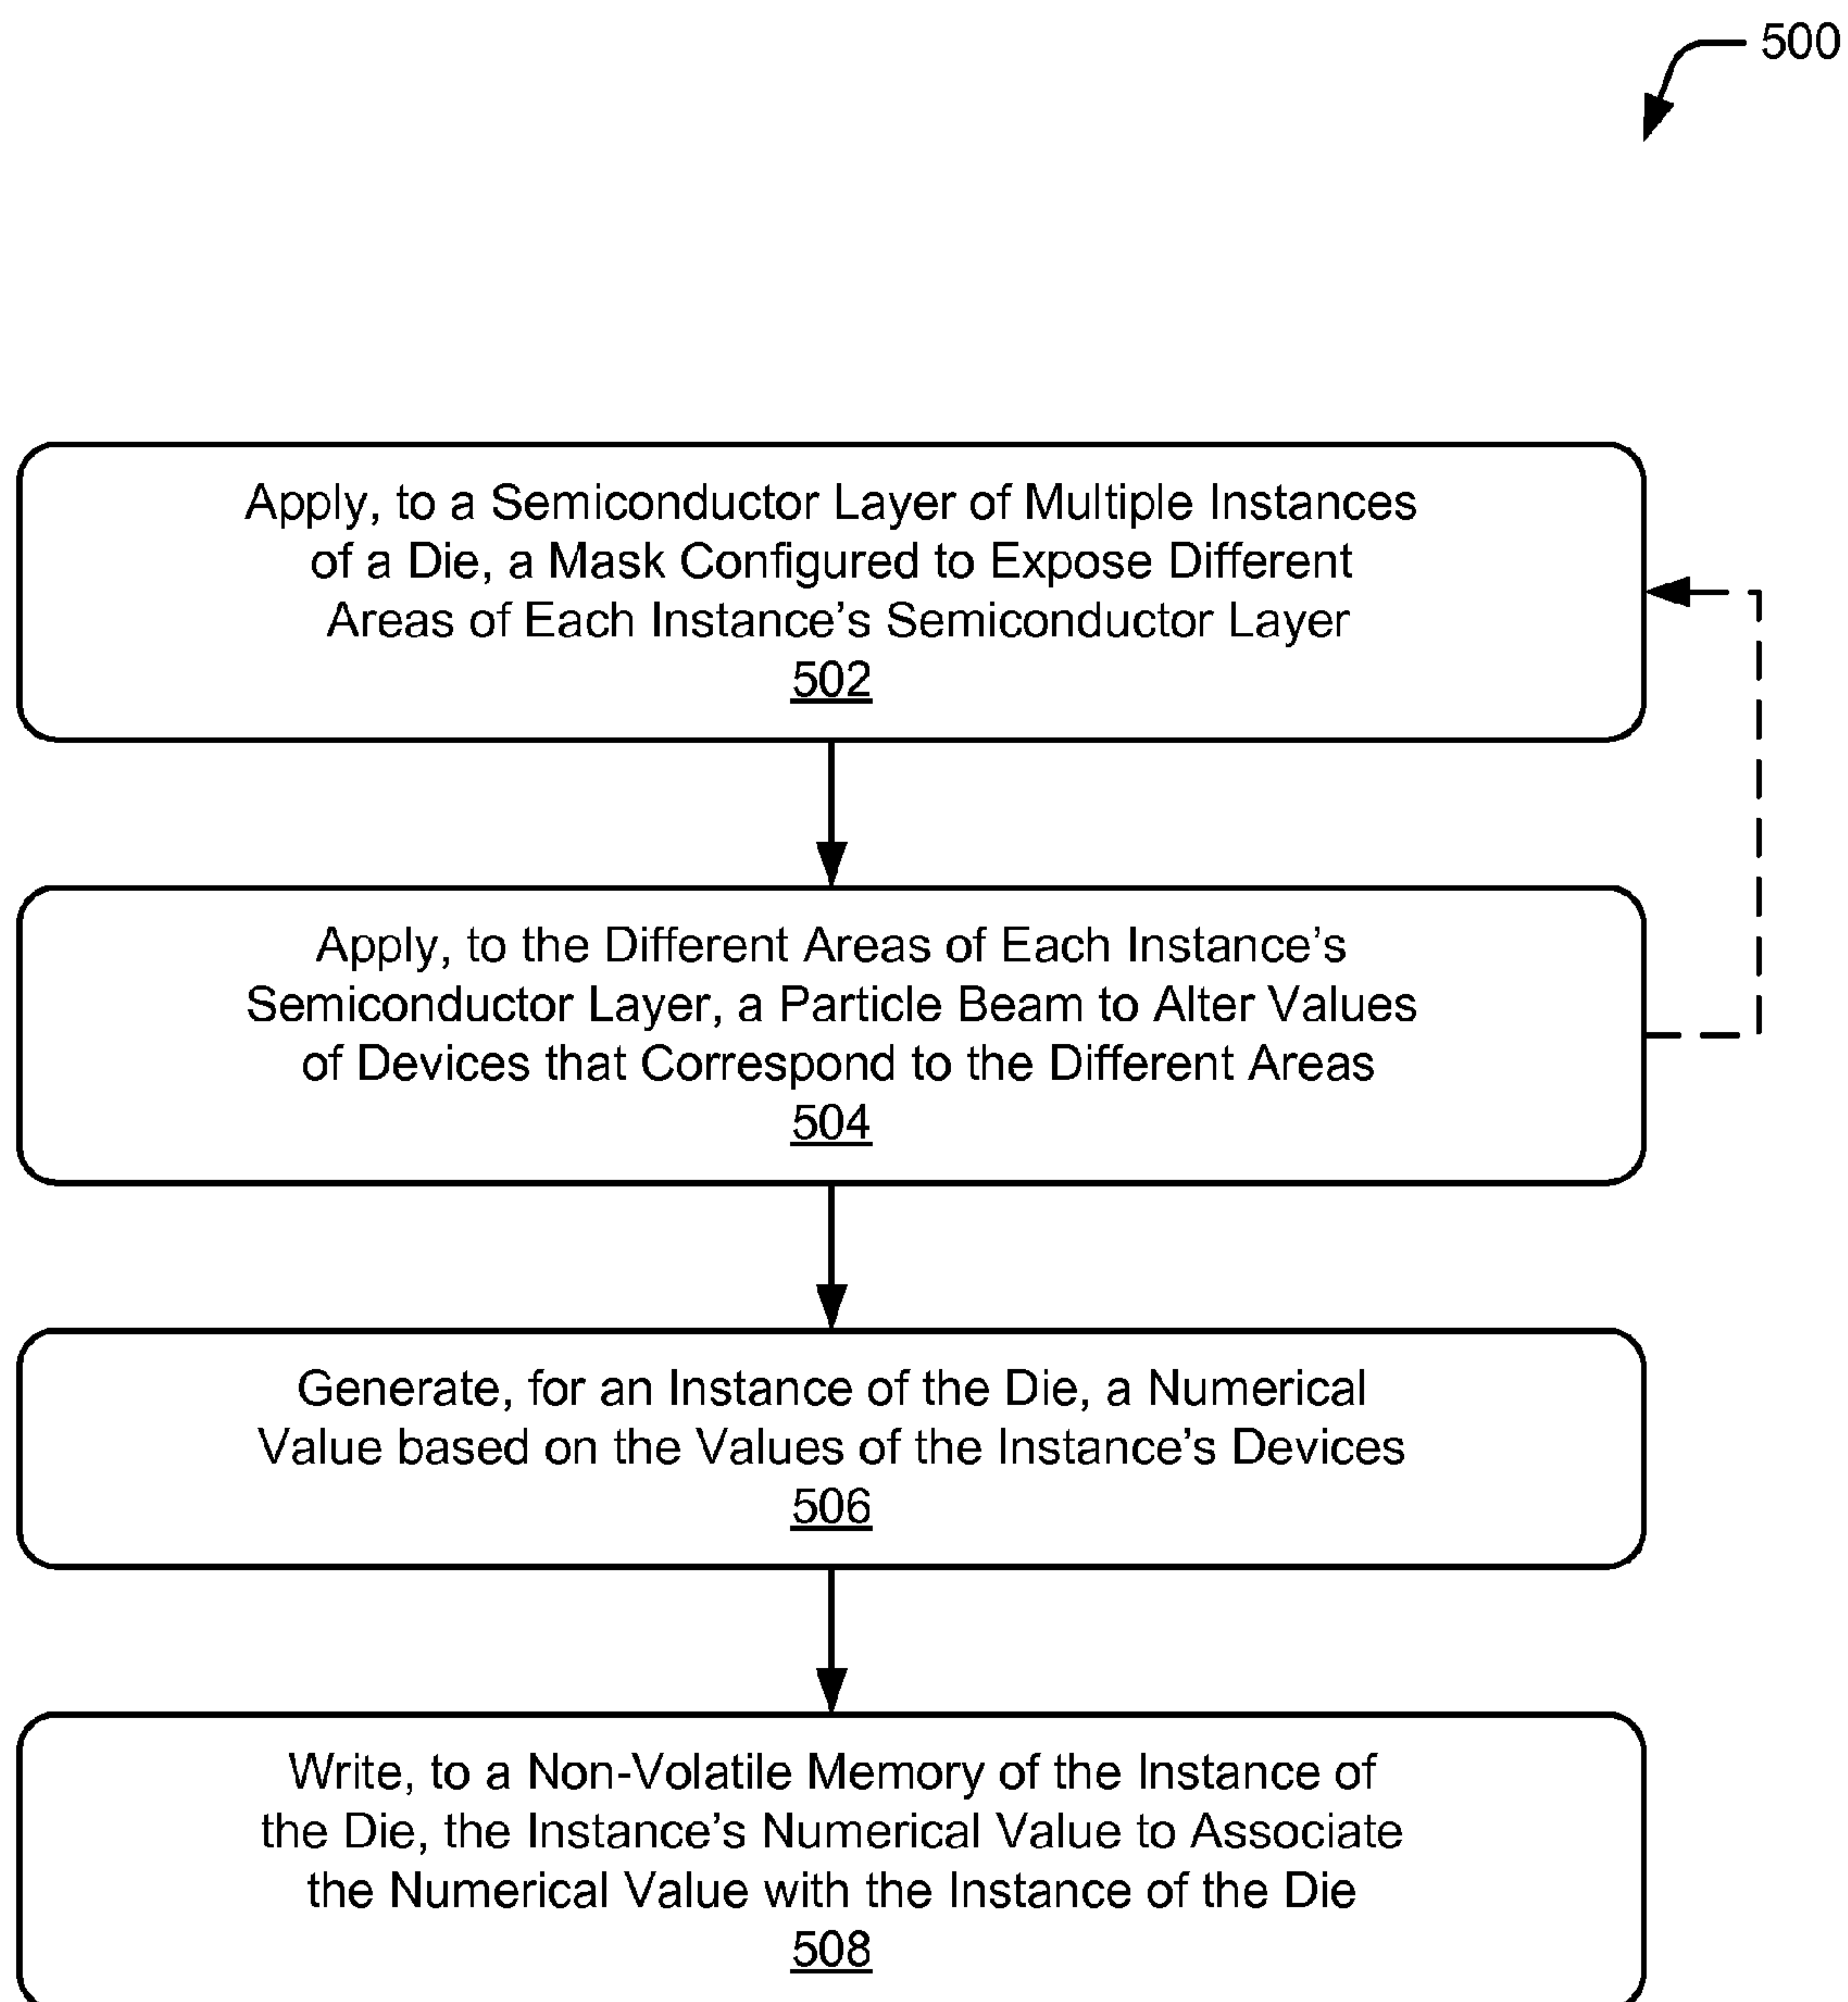 500
Apply, to a Semiconductor Layer of Multiple Instances
of a Die, a Mask Configured to Expose Different
Areas of Each Instance’s Semiconductor Layer
502
Apply, to the Different Areas of Each Instance’s
Semiconductor Layer, a Particle Beam to Alter Values
of Devices that Correspond to the Different Areas
504
Generate, for an Instance of the Die, a Numerical
Value based on the Values of the Instance’s Devices
506
Write, to a Non-Volatile Memory of the Instance of
the Die, the Instance’s Numerical Value to Associate
the Numerical Value with the Instance of the Die
508